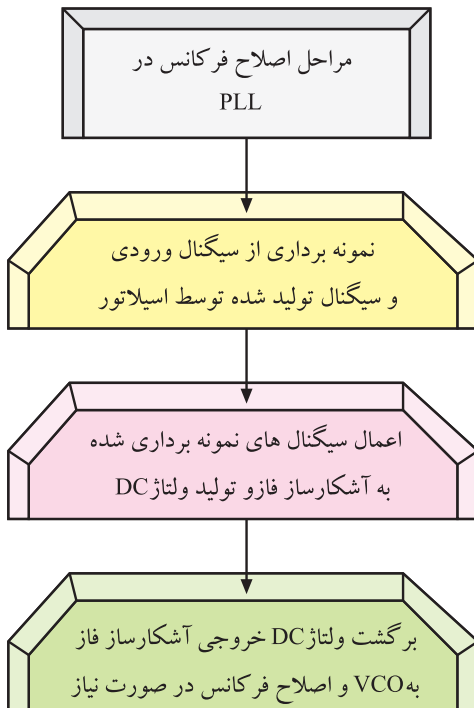 مراحل اصلاح فرکانس در
PLL
نمونه برداری از سیگنال ورودی
و سیگنال تولید شده توسط اسیلاتور
اعمال سیگنال های نمونه برداری شده
به آشکارساز فازو تولید ولتاژDC
برگشت ولتاژDC خروجی آشکارساز فاز
بهVCO و اصلاح فرکانس در صورت نیاز